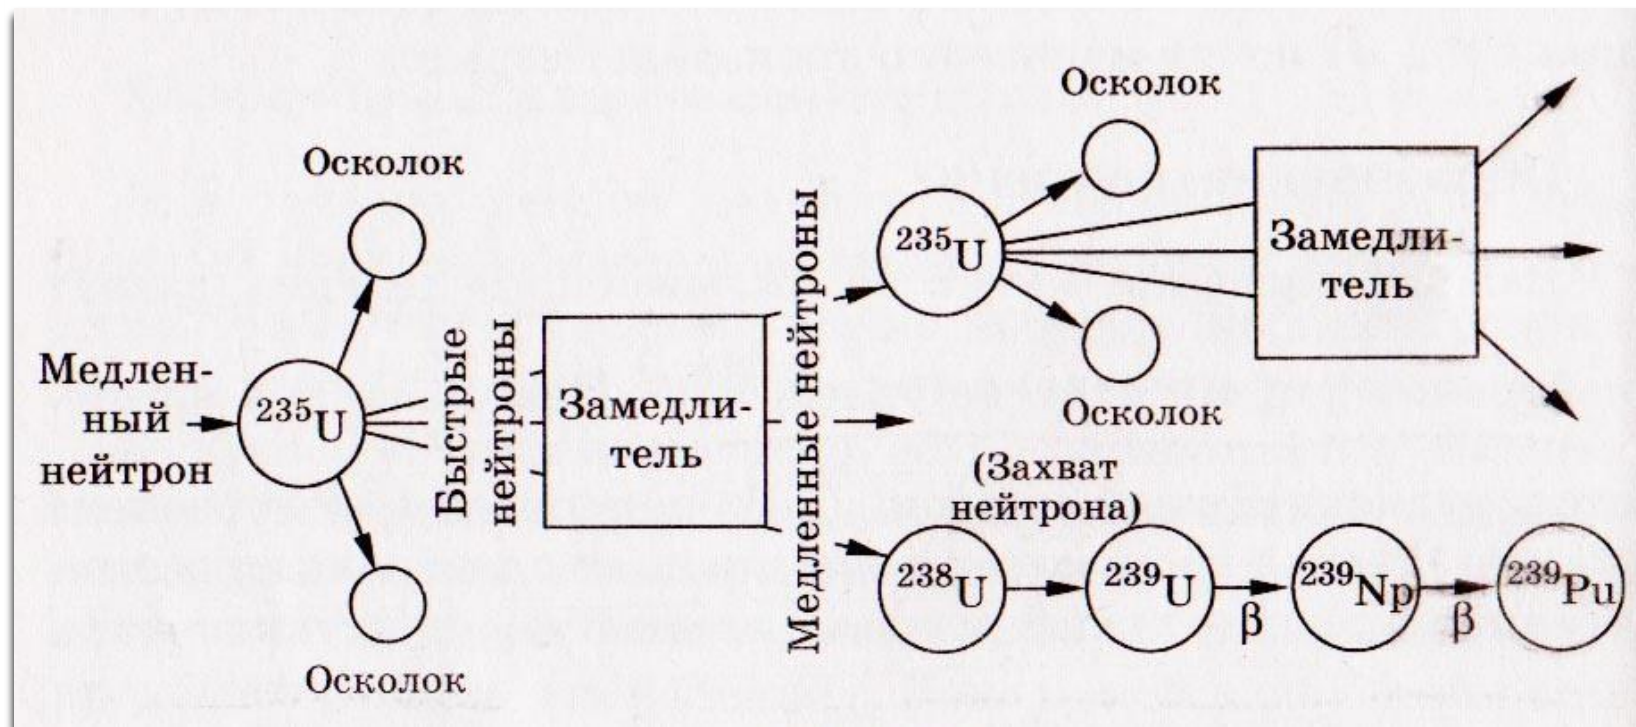 Осколок
Медлен-
ный
нейтрон
²³⁵U
Осколок
Быстрые
нейтроны
Замедли-
тель
Медленные нейтроны
Осколок
²³⁵U
Осколок
Замедли-
тель
(Захват
нейтрона)
²³⁸U
²³⁹U
β
²³⁹Np
β
²³⁹Pu